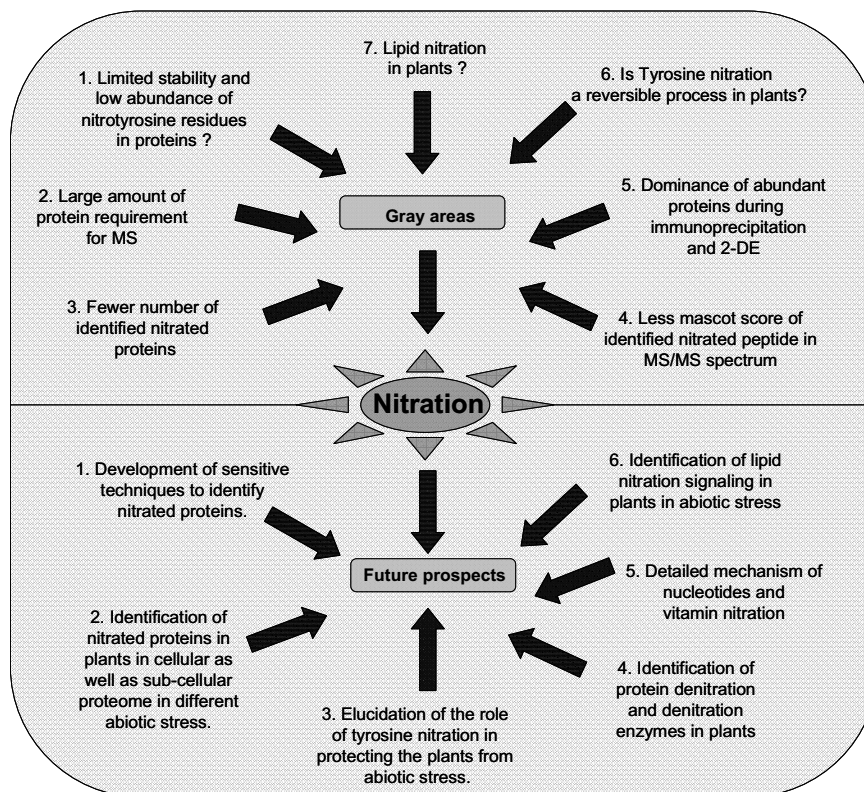 7. Lipid nitration
in plants ?
1. Limited stability and
low abundance of
nitrotyrosine residues
in proteins ?
6. Is Tyrosine nitration
a reversible process in plants?
2. Large amount of
protein requirement
for MS
Gray areas
5. Dominance of abundant
proteins during
immunoprecipitation
and 2-DE
3. Fewer number of
identified nitrated
proteins
4. Less mascot score of
identified nitrated peptide in
MS/MS spectrum
Nitration
1. Development of sensitive
techniques to identify
nitrated proteins.
6. Identification of lipid
nitration signaling in
plants in abiotic stress
Future prospects
5. Detailed mechanism of
nucleotides and
vitamin nitration
2. Identification of
nitrated proteins in
plants in cellular as
well as sub-cellular
proteome in different
abiotic stress.
4. Identification of
protein denitration
and denitration
enzymes in plants
3. Elucidation of the role
of tyrosine nitration in
protecting the plants from
abiotic stress.